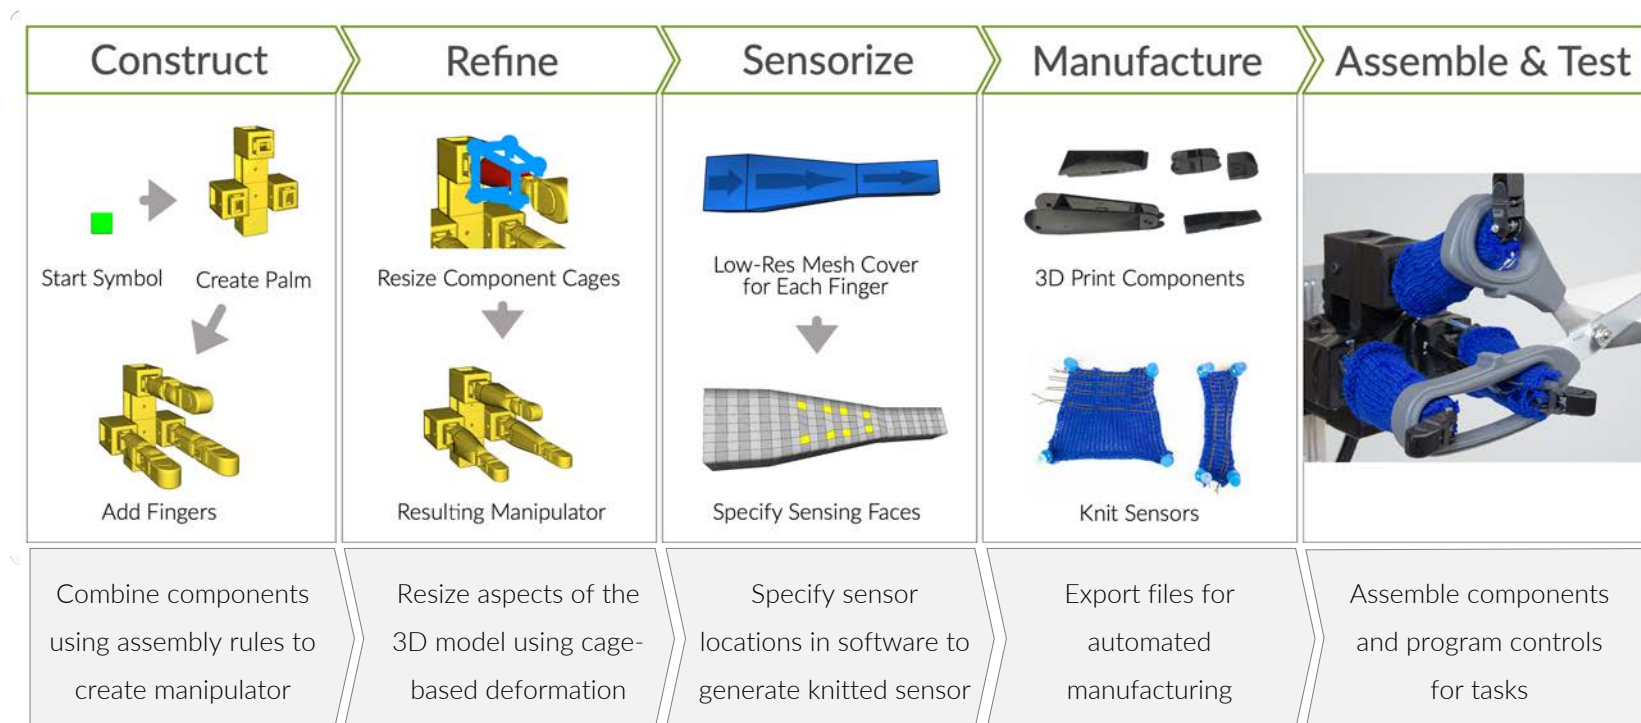 Construct
Refine
Sensorize
Manufacture
Assemble & Test
Start Symbol
Create Palm
Add Fingers
Resize Component Cages
Resulting Manipulator
Low-Res Mesh Cover
for Each Finger
Specify Sensing Faces
3D Print Components
Knit Sensors
Combine components
using assembly rules to
create manipulator
Resize aspects of the
3D model using cage-
based deformation
Specify sensor
locations in software to
generate knitted sensor
Export files for
automated
manufacturing
Assemble components
and program controls
for tasks